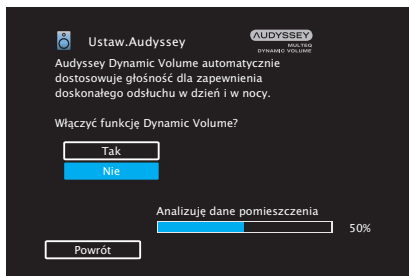 Ustaw.Audyssey
AUDYSSEY
MULTEQ
DYNAMIC VOLUME
Audyssey Dynamic Volume automatycznie
dostosowuje głośność dla zapewnienia
doskonałego odsłuchu w dzień i w nocy.
Włączyć funkcję Dynamic Volume?
Tak
Nie
Analizuję dane pomieszczenia
50%
Powrót